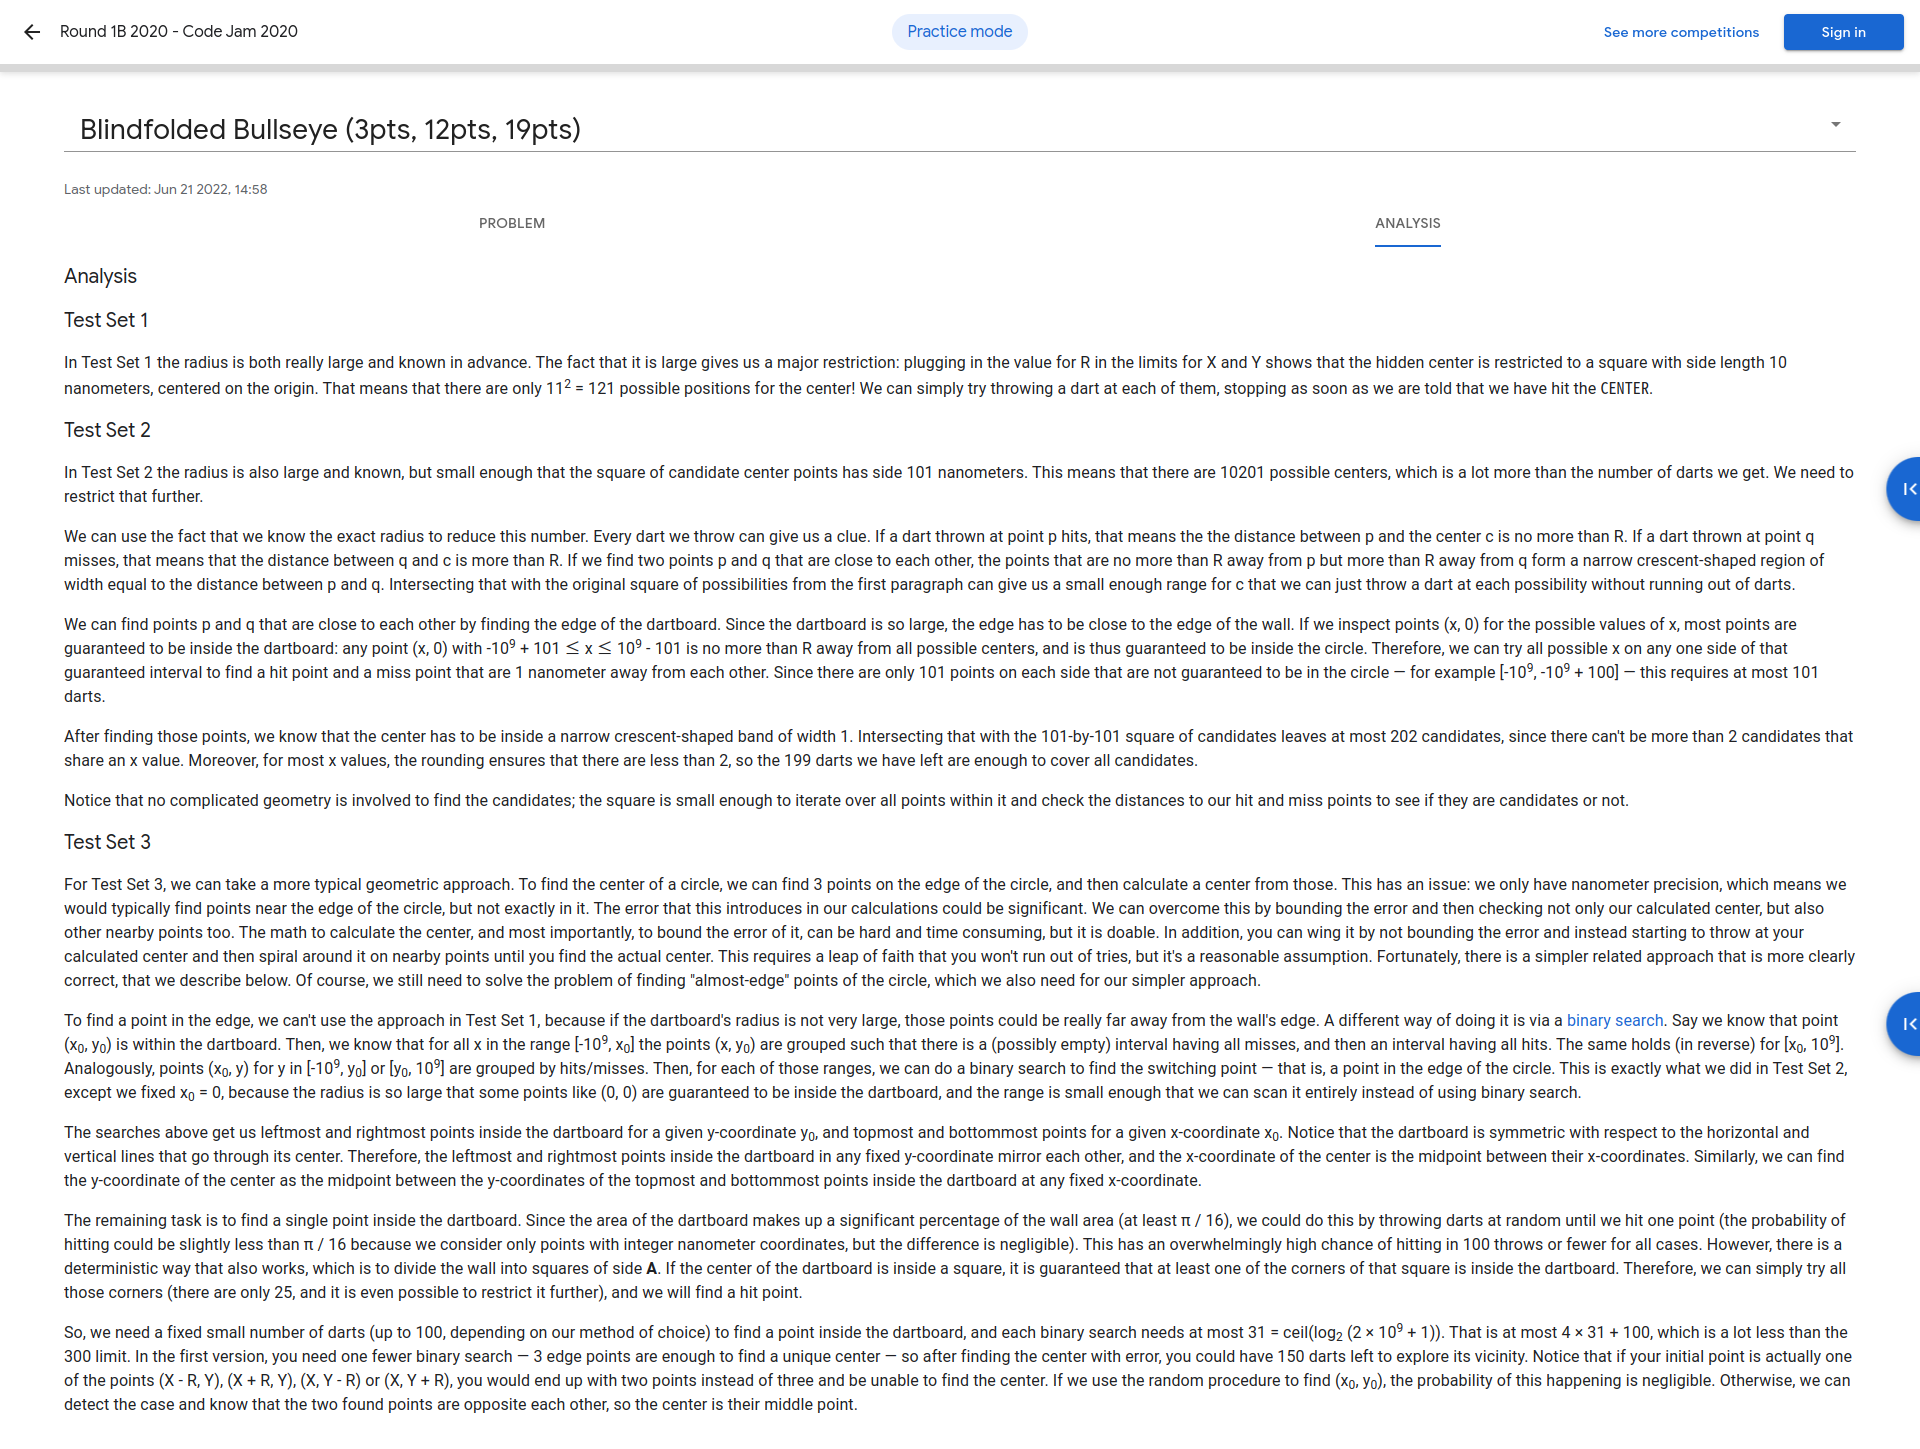 Round 1B 2020 - Code Jam 2020
Practice mode
See more competitions
Sign in
Blindfolded Bullseye (3pts, 12pts, 19pts)
Last updated: Jun 21 2022, 14:58
PROBLEM
ANALYSIS
Analysis
Test Set 1
In Test Set 1 the radius is both really large and known in advance. The fact that it is large gives us a major restriction: plugging in the value for R in the limits for X and Y shows that the hidden center is restricted to a square with side length 10
nanometers, centered on the origin. That means that there are only 11² = 121 possible positions for the center! We can simply try throwing a dart at each of them, stopping as soon as we are told that we have hit the CENTER.
Test Set 2
In Test Set 2 the radius is also large and known, but small enough that the square of candidate center points has side 101 nanometers. This means that there are 10201 possible centers, which is a lot more than the number of darts we get. We need to
restrict that further.
We can use the fact that we know the exact radius to reduce this number. Every dart we throw can give us a clue. If a dart thrown at point p hits, that means the the distance between p and the center c is no more than R. If a dart thrown at point q
misses, that means that the distance between q and c is more than R. If we find two points p and q that are close to each other, the points that are no more than R away from p but more than R away from q form a narrow crescent-shaped region of
width equal to the distance between p and q. Intersecting that with the original square of possibilities from the first paragraph can give us a small enough range for c that we can just throw a dart at each possibility without running out of darts.
We can find points p and q that are close to each other by finding the edge of the dartboard. Since the dartboard is so large, the edge has to be close to the edge of the wall. If we inspect points (x, 0) for the possible values of x, most points are
guaranteed to be inside the dartboard: any point (x, 0) with -10⁹ + 101 ≤ x ≤ 10⁹ - 101 is no more than R away from all possible centers, and is thus guaranteed to be inside the circle. Therefore, we can try all possible x on any one side of that
guaranteed interval to find a hit point and a miss point that are 1 nanometer away from each other. Since there are only 101 points on each side that are not guaranteed to be in the circle — for example [-10⁹, -10⁹ + 100] — this requires at most 101
darts.
After finding those points, we know that the center has to be inside a narrow crescent-shaped band of width 1. Intersecting that with the 101-by-101 square of candidates leaves at most 202 candidates, since there can't be more than 2 candidates that
share an x value. Moreover, for most x values, the rounding ensures that there are less than 2, so the 199 darts we have left are enough to cover all candidates.
Notice that no complicated geometry is involved to find the candidates; the square is small enough to iterate over all points within it and check the distances to our hit and miss points to see if they are candidates or not.
Test Set 3
For Test Set 3, we can take a more typical geometric approach. To find the center of a circle, we can find 3 points on the edge of the circle, and then calculate a center from those. This has an issue: we only have nanometer precision, which means we
would typically find points near the edge of the circle, but not exactly in it. The error that this introduces in our calculations could be significant. We can overcome this by bounding the error and then checking not only our calculated center, but also
other nearby points too. The math to calculate the center, and most importantly, to bound the error of it, can be hard and time consuming, but it is doable. In addition, you can wing it by not bounding the error and instead starting to throw at your
calculated center and then spiral around it on nearby points until you find the actual center. This requires a leap of faith that you won't run out of tries, but it's a reasonable assumption. Fortunately, there is a simpler related approach that is more clearly
correct, that we describe below. Of course, we still need to solve the problem of finding "almost-edge" points of the circle, which we also need for our simpler approach.
To find a point in the edge, we can't use the approach in Test Set 1, because if the dartboard's radius is not very large, those points could be really far away from the wall's edge. A different way of doing it is via a binary search. Say we know that point
(x₀, y₀) is within the dartboard. Then, we know that for all x in the range [-10⁹, x₀] the points (x, y₀) are grouped such that there is a (possibly empty) interval having all misses, and then an interval having all hits. The same holds (in reverse) for [x₀, 10⁹].
Analogously, points (x₀, y) for y in [-10⁹, y₀] or [y₀, 10⁹] are grouped by hits/misses. Then, for each of those ranges, we can do a binary search to find the switching point — that is, a point in the edge of the circle. This is exactly what we did in Test Set 2,
except we fixed x₀ = 0, because the radius is so large that some points like (0, 0) are guaranteed to be inside the dartboard, and the range is small enough that we can scan it entirely instead of using binary search.
The searches above get us leftmost and rightmost points inside the dartboard for a given y-coordinate y₀, and topmost and bottommost points for a given x-coordinate x₀. Notice that the dartboard is symmetric with respect to the horizontal and
vertical lines that go through its center. Therefore, the leftmost and rightmost points inside the dartboard in any fixed y-coordinate mirror each other, and the x-coordinate of the center is the midpoint between their x-coordinates. Similarly, we can find
the y-coordinate of the center as the midpoint between the y-coordinates of the topmost and bottommost points inside the dartboard at any fixed x-coordinate.
The remaining task is to find a single point inside the dartboard. Since the area of the dartboard makes up a significant percentage of the wall area (at least π / 16), we could do this by throwing darts at random until we hit one point (the probability of
hitting could be slightly less than π / 16 because we consider only points with integer nanometer coordinates, but the difference is negligible). This has an overwhelmingly high chance of hitting in 100 throws or fewer for all cases. However, there is a
deterministic way that also works, which is to divide the wall into squares of side A. If the center of the dartboard is inside a square, it is guaranteed that at least one of the corners of that square is inside the dartboard. Therefore, we can simply try all
those corners (there are only 25, and it is even possible to restrict it further), and we will find a hit point.
So, we need a fixed small number of darts (up to 100, depending on our method of choice) to find a point inside the dartboard, and each binary search needs at most 31 = ceil(log₂ (2 × 10⁹ + 1)). That is at most 4 × 31 + 100, which is a lot less than the
300 limit. In the first version, you need one fewer binary search — 3 edge points are enough to find a unique center — so after finding the center with error, you could have 150 darts left to explore its vicinity. Notice that if your initial point is actually one
of the points (X - R, Y), (X + R, Y), (X, Y - R) or (X, Y + R), you would end up with two points instead of three and be unable to find the center. If we use the random procedure to find (x₀, y₀), the probability of this happening is negligible. Otherwise, we can
detect the case and know that the two found points are opposite each other, so the center is their middle point.